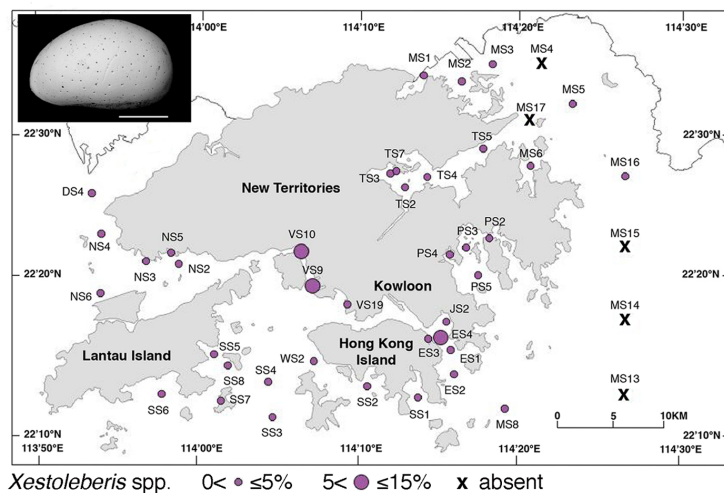 114'00°E 114'10°E 114'20°E 114'30°E
MS1 MS2 MS3 MS4
x
MS5
MS17
x
22'30°N 22'30°N
TS5
TS7
MS6
MS16
TS3 TS4
TS2
New Territories
DS4
NS4
NS5
VS10
PS3 PS2
MS15
x
NS3 NS2
PS4
22'20°N 22'20°N
VS9
Kowloon
PS5
NS6
VS19
JS2
MS14
x
Hong Kong
Island
ES4
Lantau Island
ES3 ES1
SS5
WS2
SS8
SS4
ES2
MS13
x
SS6 SS7
SS2
SS1
SS3
MS8
0 5 10KM
22'10°N 22'10°N
113'50°E 114'00°E 114'10°E 114'20°E 114'30°E
Xestoleberis spp. 0< ≤5% 5< ≤15% x absent